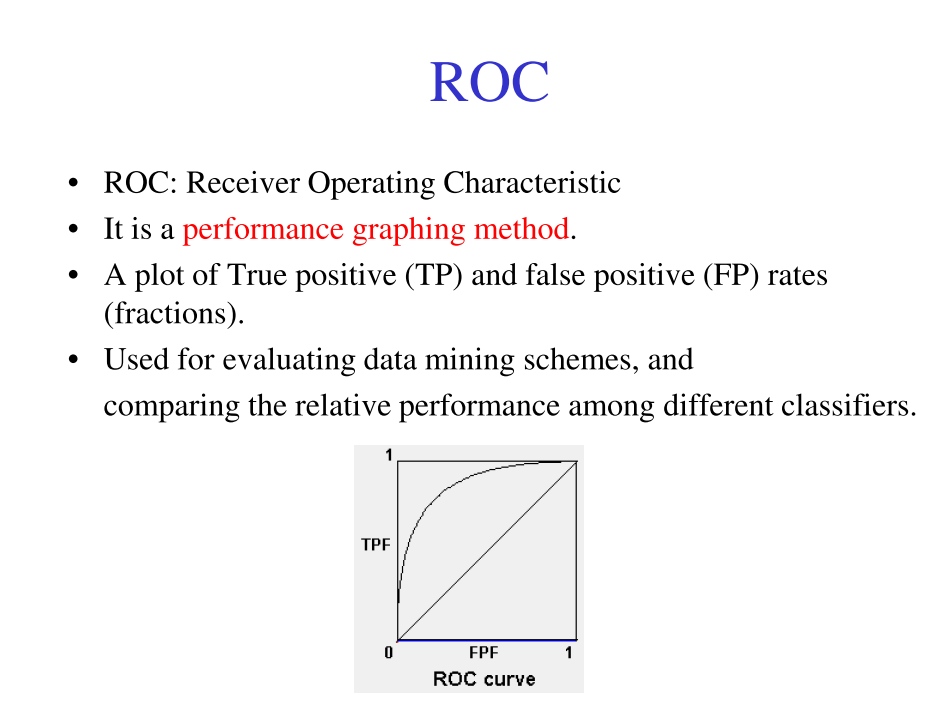 ROC
• ROC: Receiver Operating Characteristic
• It is a performance graphing method.
• A plot of True positive (TP) and false positive (FP) rates
(fractions).
• Used for evaluating data mining schemes, and
comparing the relative performance among different classifiers.
1
TPF
0 FPF 1
ROC curve